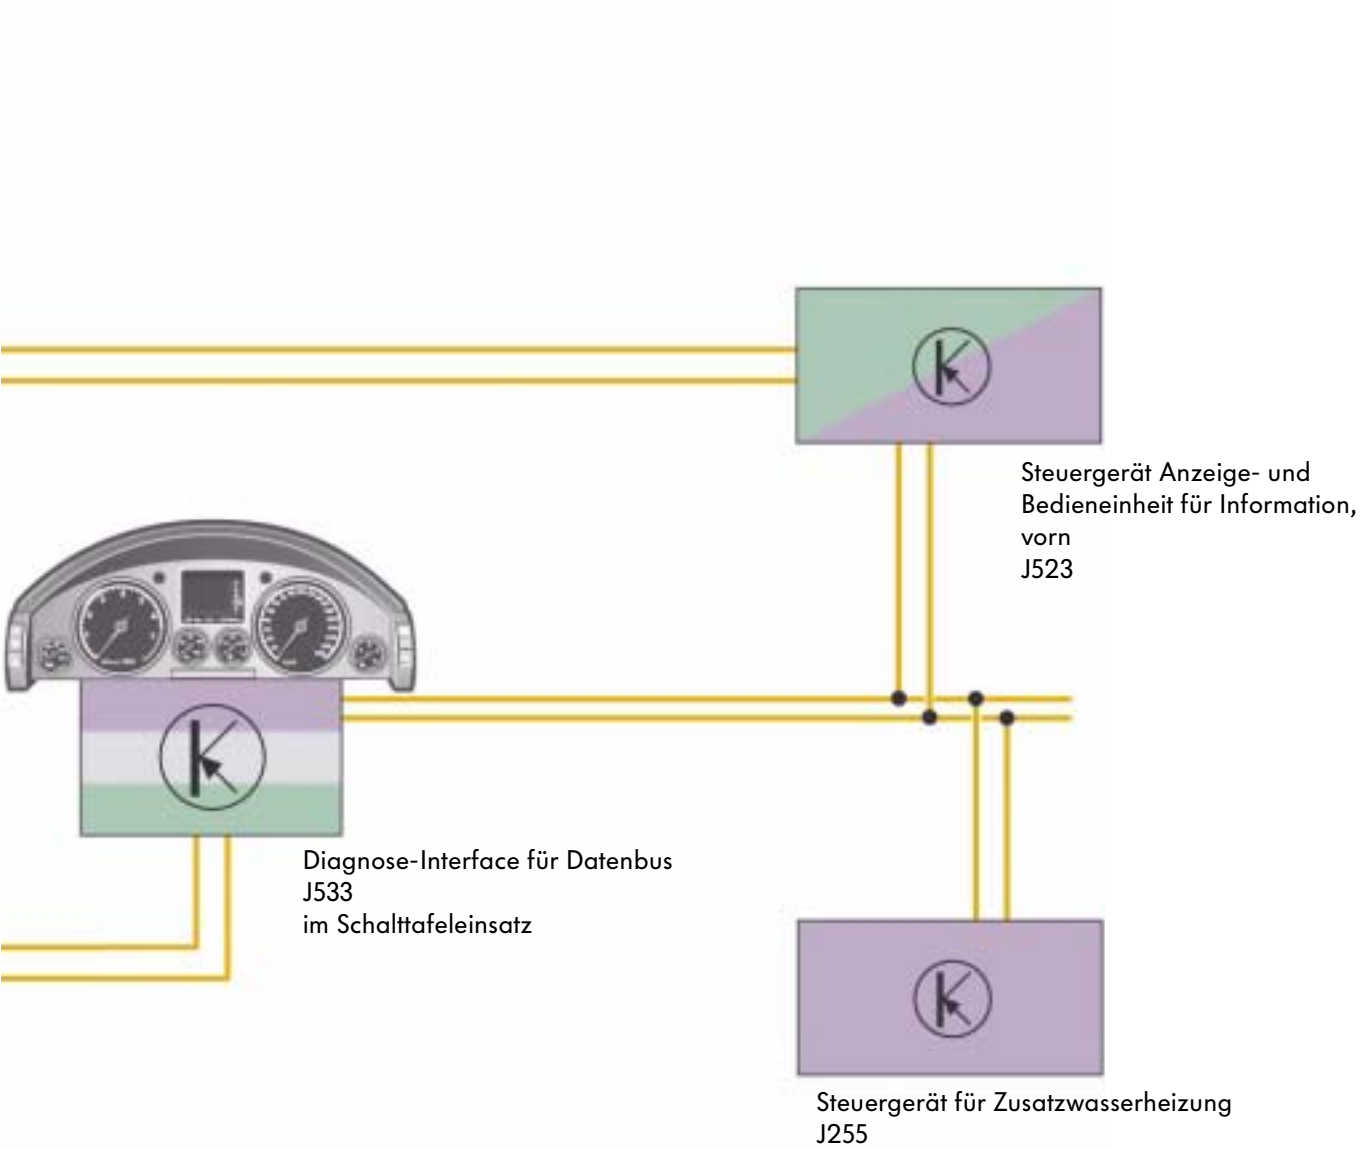 Steuergerät Anzeige- und
Bedieneinheit für Information,
vorn
J523
Diagnose-Interface für Datenbus
J533
im Schalttafeleinsatz
Steuergerät für Zusatzwasserheizung
J255